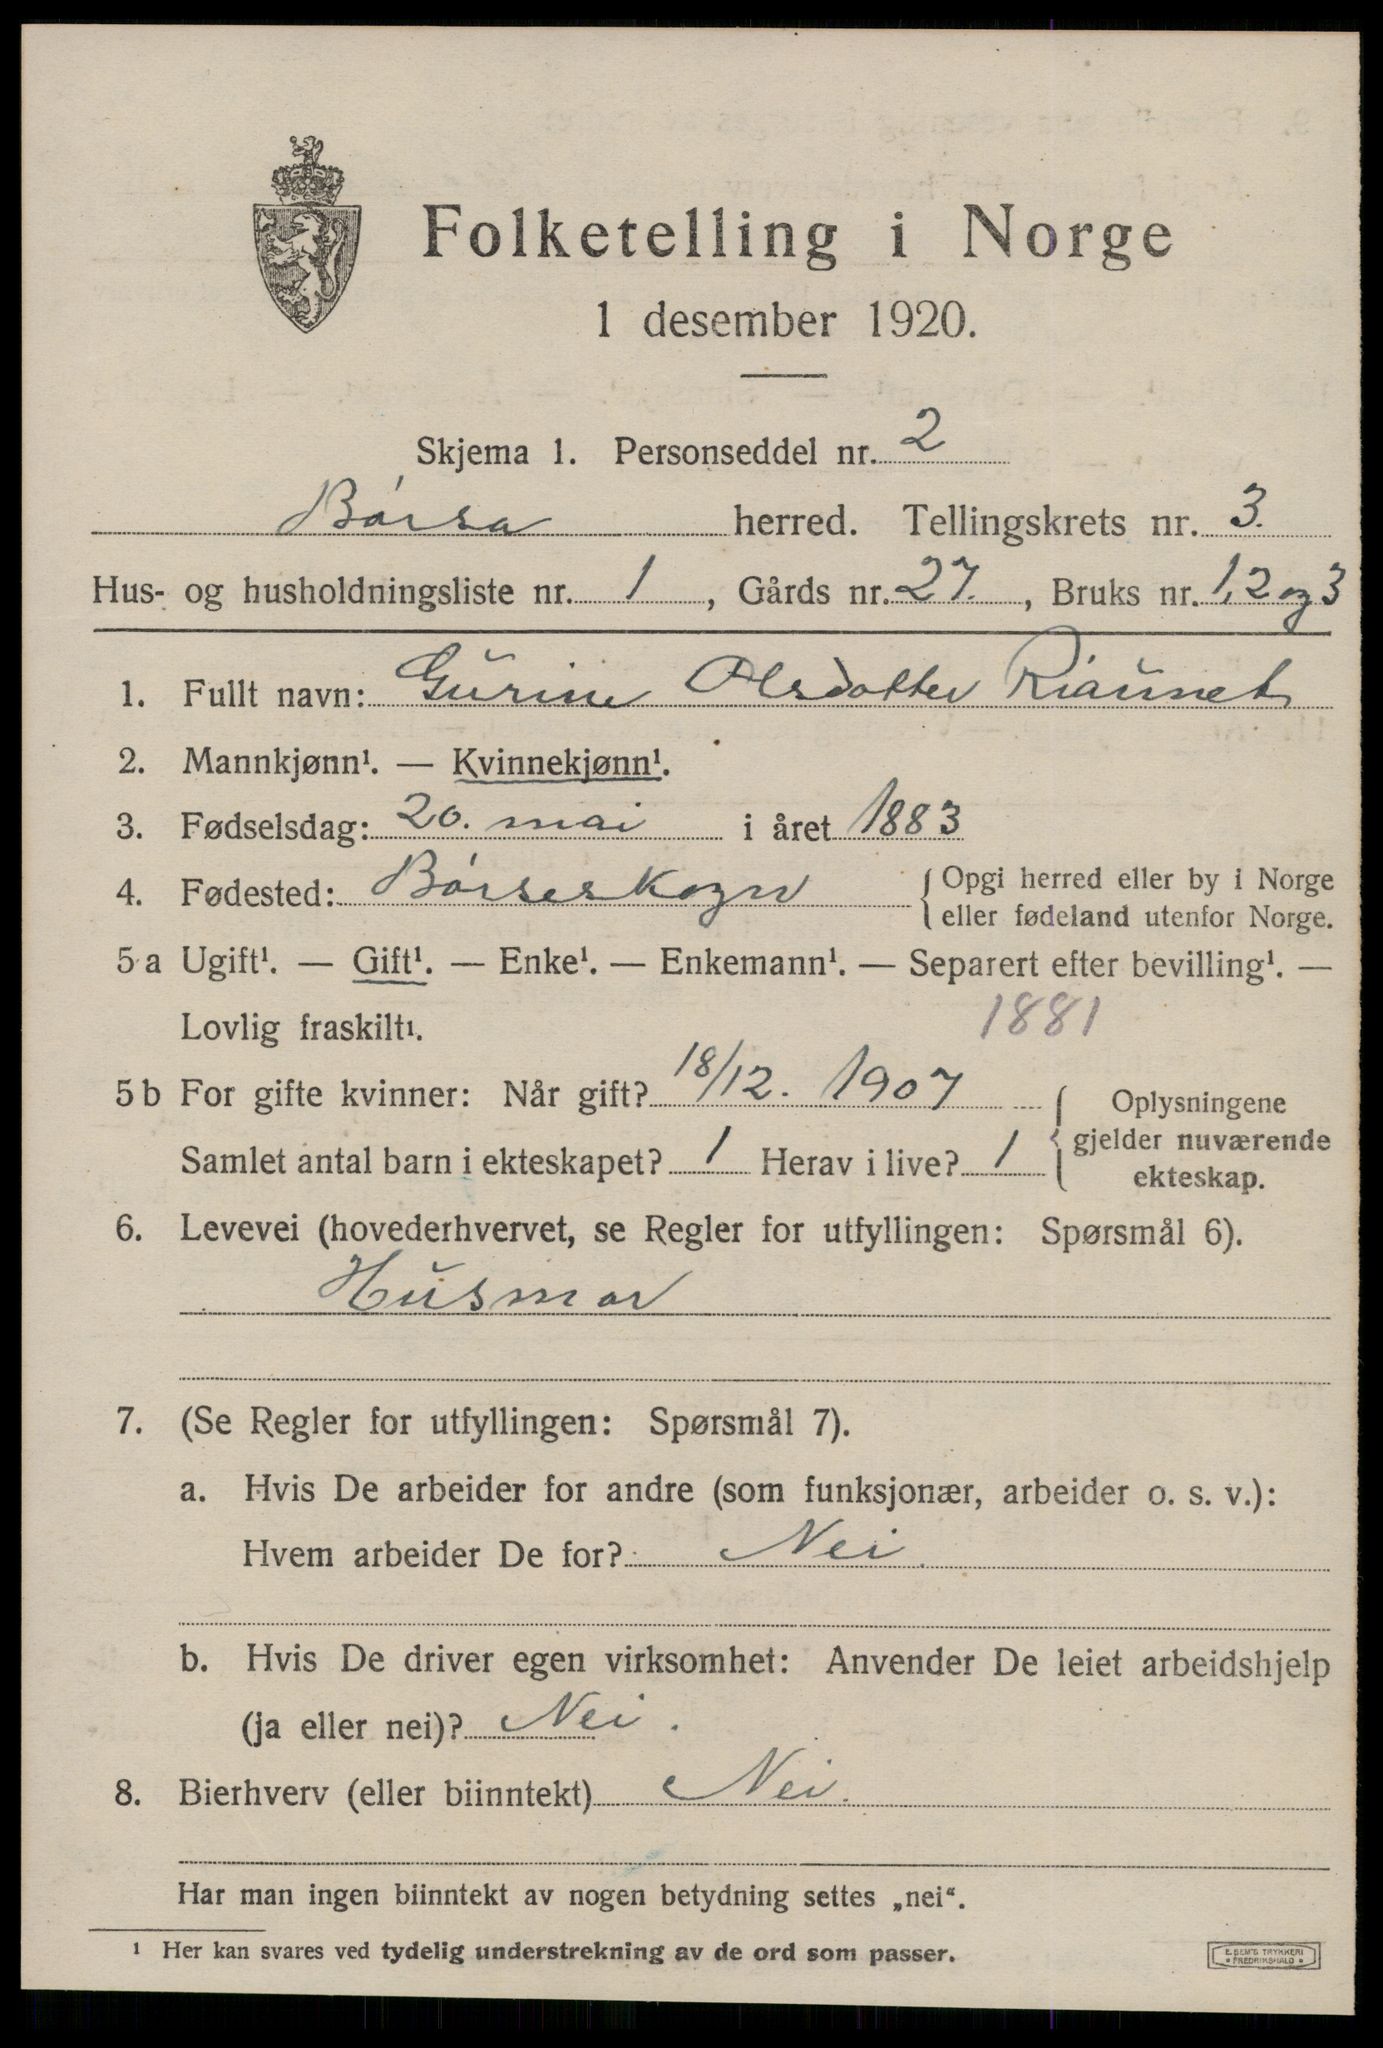 Folketelling i Norge
1 desember 1920.
Skjema 1. Personseddel nr. 2
Børsa herred. Tellingskrets nr. 3.
Hus- og husholdningsliste nr. 1, Gårds nr. 27., Bruks nr. 1, 2 og 3
1. Fullt navn: Gurine Olsdatter Riaunet
2. Mannkjønn¹. — Kvinnekjønn¹.
3. Fødselsdag: 20. mai i året 1883
4. Fødested: Børseskogn { Opgi herred eller by i Norge
eller fødeland utenfor Norge.
5 a Ugift¹. — Gift¹. — Enke¹. — Enkemann¹. — Separert efter bevilling¹. —
Lovlig fraskilt¹. 1881
5 b For gifte kvinner: Når gift? 18/12. 1907 { Oplysningene
Samlet antal barn i ekteskapet? 1 Herav i live? 1 gjelder nuværende
ekteskap.
6. Levevei (hovederhvervet, se Regler for utfyllingen: Spørsmål 6).
Husmor
7. (Se Regler for utfyllingen: Spørsmål 7).
a. Hvis De arbeider for andre (som funksjonær, arbeider o. s. v.):
Hvem arbeider De for? Nei.
b. Hvis De driver egen virksomhet: Anvender De leiet arbeidshjelp
(ja eller nei)? Nei.
8. Bierhverv (eller biinntekt) Nei.
Har man ingen biinntekt av nogen betydning settes „nei“.
¹ Her kan svares ved tydelig understrekning av de ord som passer.
E. SEM'S TRYKKERI
* FREDRIKSHALD *